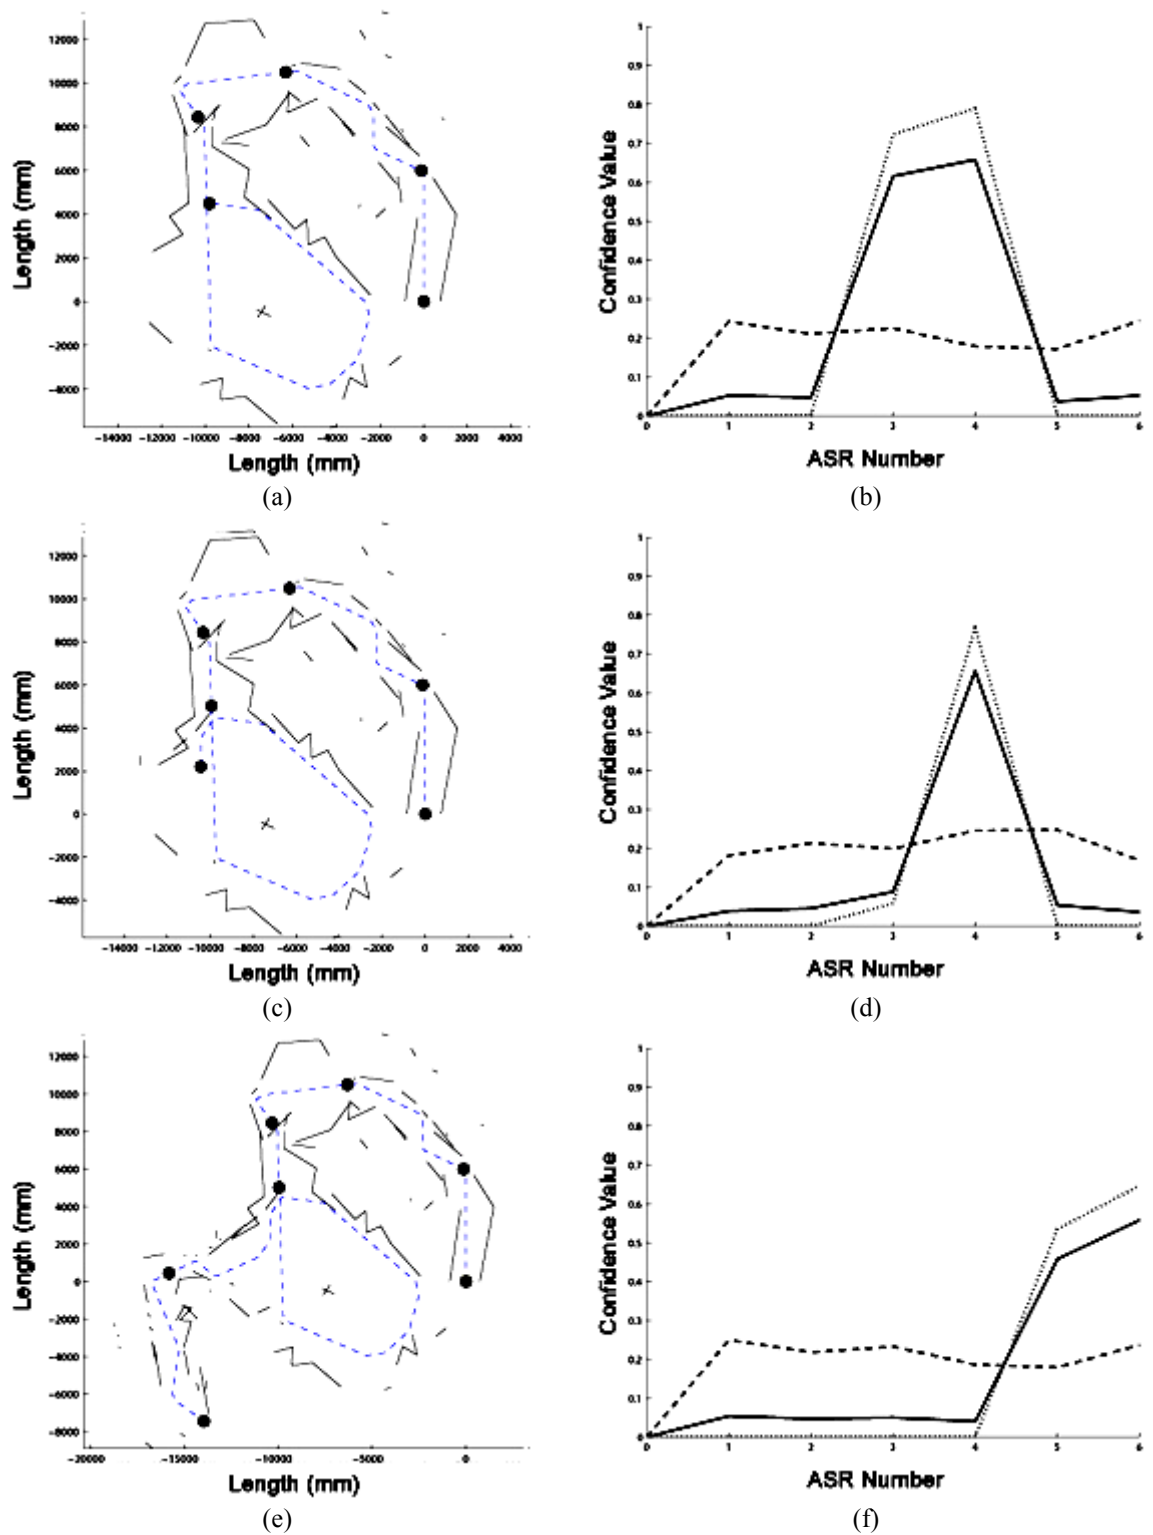 12000
10000
8000
6000
4000
2000
0
−2000
−4000
−14000 −12000 −10000 −8000 −6000 −4000 −2000 0 2000 4000
Length (mm)
Length (mm)
(a)
1
0.9
0.8
0.7
0.6
0.5
0.4
0.3
0.2
0.1
0
0 1 2 3 4 5 6
Confidence Value
ASR Number
(b)
12000
10000
8000
6000
4000
2000
0
−2000
−4000
−14000 −12000 −10000 −8000 −6000 −4000 −2000 0 2000 4000
Length (mm)
Length (mm)
(c)
1
0.9
0.8
0.7
0.6
0.5
0.4
0.3
0.2
0.1
0
0 1 2 3 4 5 6
Confidence Value
ASR Number
(d)
12000
10000
8000
6000
4000
2000
0
−2000
−4000
−6000
−8000
−20000 −15000 −10000 −5000 0
Length (mm)
Length (mm)
(e)
1
0.9
0.8
0.7
0.6
0.5
0.4
0.3
0.2
0.1
0
0 1 2 3 4 5 6
Confidence Value
ASR Number
(f)